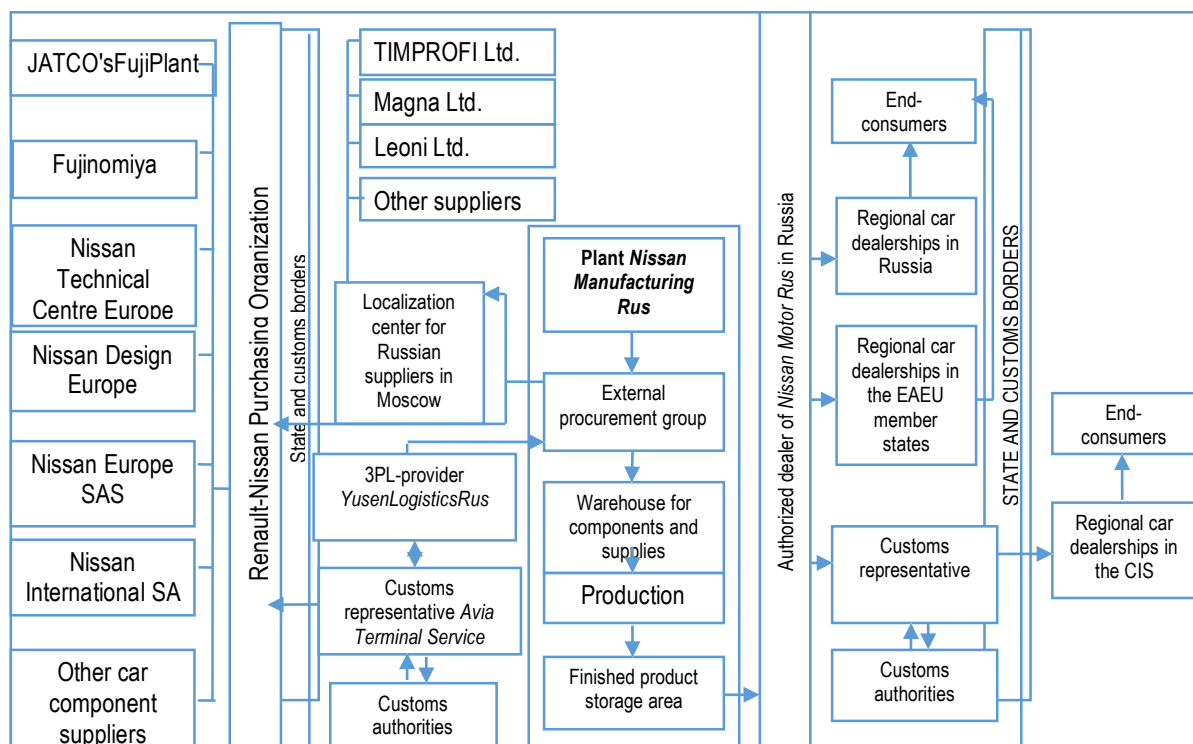 JATCO'sFujiPlant
Fujinomiya
Nissan
Technical
Centre Europe
Nissan Design
Europe
Nissan Europe
SAS
Nissan
International SA
Other car
component
suppliers
Renault-Nissan Purchasing Organization
State and customs borders
TIMPROFI Ltd.
Magna Ltd.
Leoni Ltd.
Other suppliers
Localization
center for
Russian
suppliers in
Moscow
3PL-provider
YusenLogisticsRus
Customs
representative Avia
Terminal Service
Customs
authorities
Plant Nissan
Manufacturing
Rus
External
procurement
group
Warehouse for
components and
supplies
Production
Finished product
storage area
Authorized dealer of Nissan Motor Rus in Russia
End-
consumers
Regional car
dealerships in
Russia
Regional car
dealerships in
the EAEU
member
states
Customs
representative
Customs
authorities
STATE AND CUSTOMS BORDERS
End-
consumers
Regional car
dealerships in
the CIS